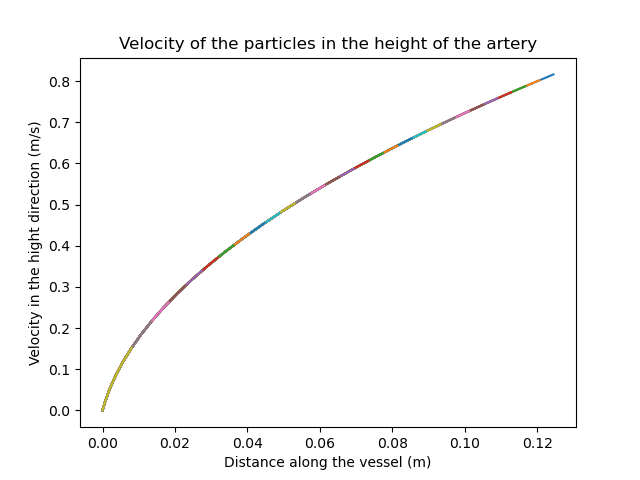 Velocity of the particles in the height of the artery
Velocity in the hight direction (m/s)
0.8
0.7
0.6
0.5
0.4
0.3
0.2
0.1
0.0
0.00 0.02 0.04 0.06 0.08 0.10 0.12
Distance along the vessel (m)